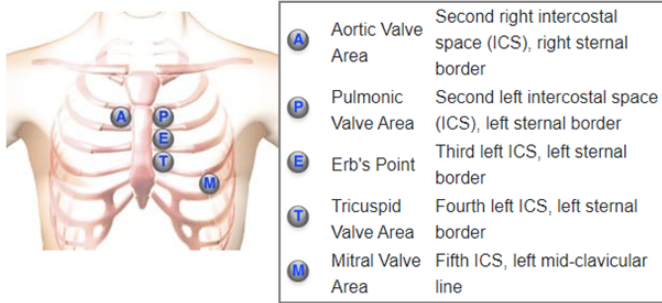 A P
E
T
M
A Aortic Valve Area Second right intercostal space (ICS), right sternal border
P Pulmonic Valve Area Second left intercostal space (ICS), left sternal border
E Erb's Point Third left ICS, left sternal border
T Tricuspid Valve Area Fourth left ICS, left sternal border
M Mitral Valve Area Fifth ICS, left mid-clavicular line